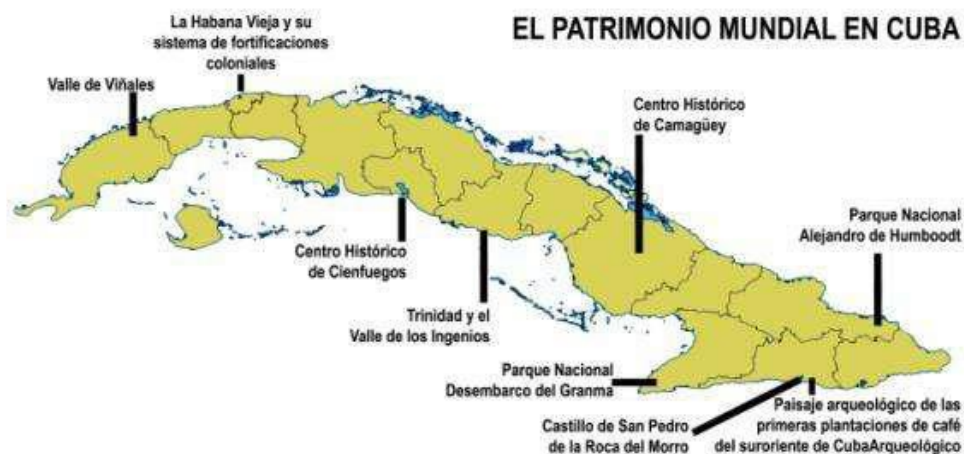 EL PATRIMONIO MUNDIAL EN CUBA
La Habana Vieja y su
sistema de fortificaciones
coloniales
Valle de Viñales
Centro Histórico
de Camagüey
Parque Nacional
Alejandro de Humboodt
Centro Histórico
de Cienfuegos
Trinidad y el
Valle de los Ingenios
Parque Nacional
Desembarco del Granma
Castillo de San Pedro
de la Roca del Morro
Paisaje arqueológico de las
primeras plantaciones de café
del suroriente de CubaArqueológico